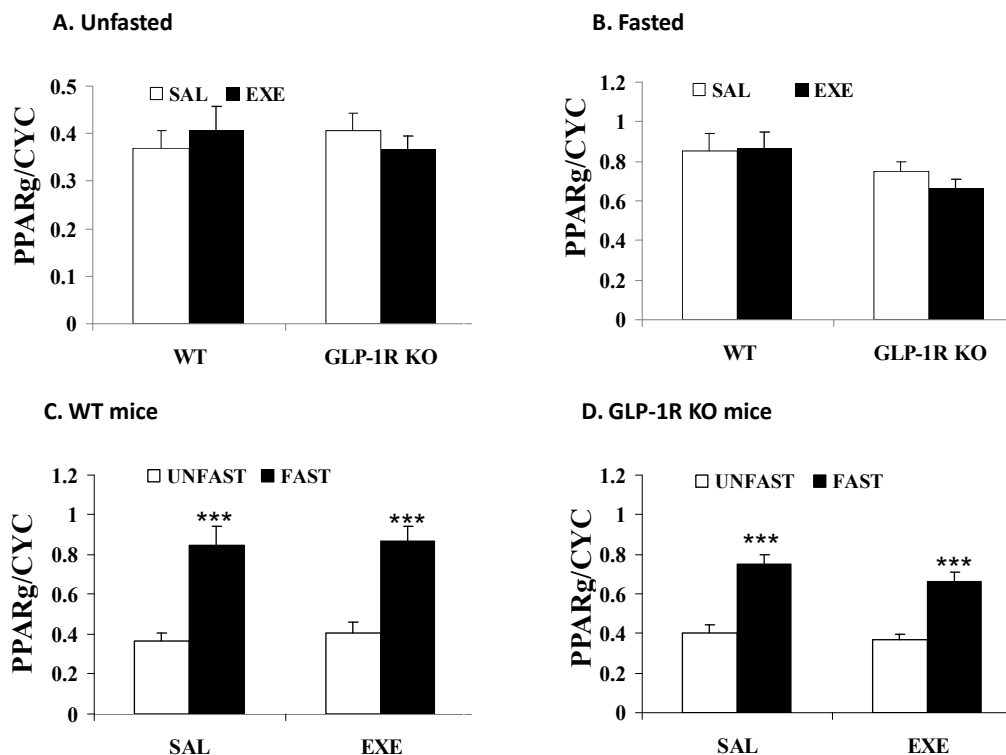 A. Unfasted
SAL EXE
PPARg/CYC
0.5
0.4
0.3
0.2
0.1
0
WT GLP-1R KO
B. Fasted
SAL EXE
PPARg/CYC
1.2
1
0.8
0.6
0.4
0.2
0
WT GLP-1R KO
C. WT mice
UNFAST FAST
PPARg/CYC
1.2
1
0.8
0.6
0.4
0.2
0
*** ***
SAL EXE
D. GLP-1R KO mice
UNFAST FAST
PPARg/CYC
1.2
1
0.8
0.6
0.4
0.2
0
*** ***
SAL EXE